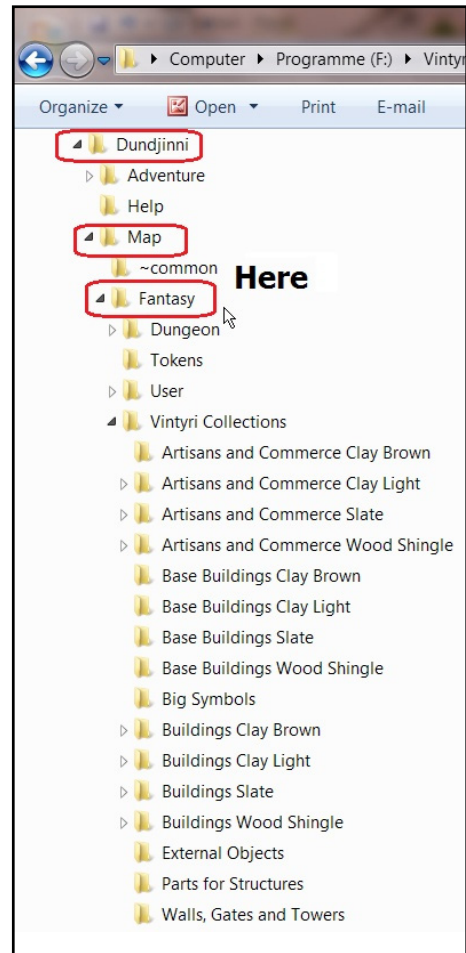 Computer Programme (F:) Vintyr
Organize Open Print E-mail
Dundjinni
Adventure
Help
Map
~common
Here
Fantasy
Dungeon
Tokens
User
Vintyri Collections
Artisans and Commerce Clay Brown
Artisans and Commerce Clay Light
Artisans and Commerce Slate
Artisans and Commerce Wood Shingle
Base Buildings Clay Brown
Base Buildings Clay Light
Base Buildings Slate
Base Buildings Wood Shingle
Big Symbols
Buildings Clay Brown
Buildings Clay Light
Buildings Slate
Buildings Wood Shingle
External Objects
Parts for Structures
Walls, Gates and Towers